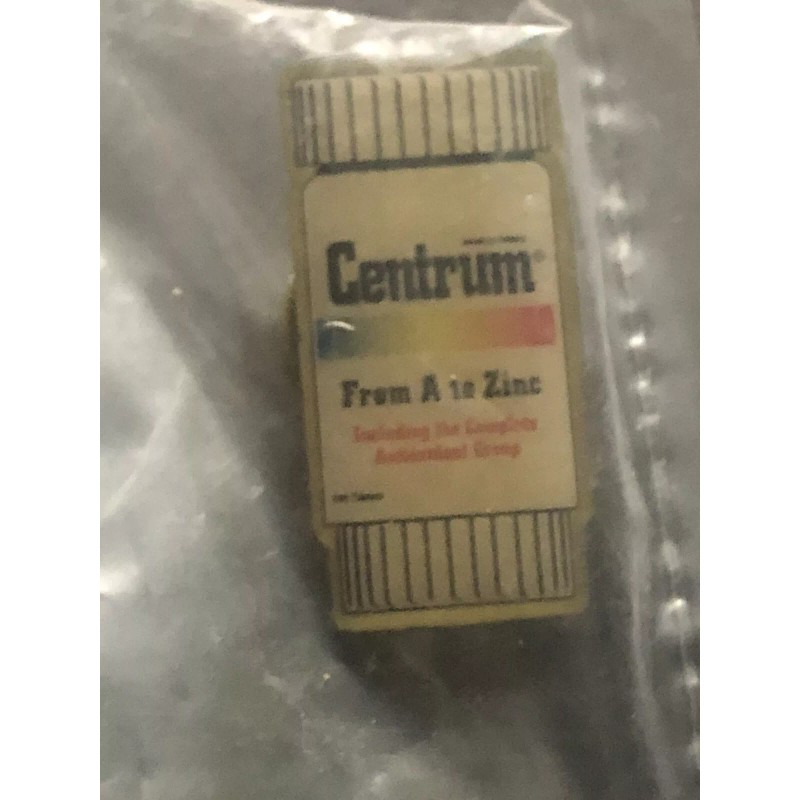 Centrum®
From A to Zinc
Including the Complete
Antioxidant Group